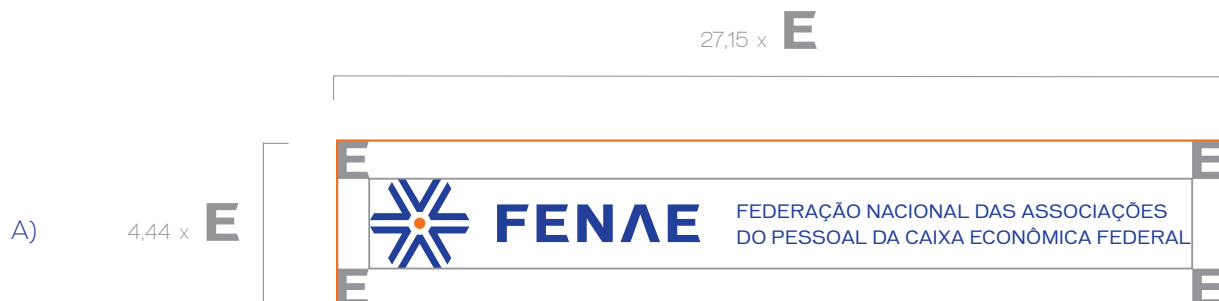 27,15 x E
E E
A) 4,44 x E
FENAE
FEDERAÇÃO NACIONAL DAS ASSOCIAÇÕES
DO PESSOAL DA CAIXA ECONÔMICA FEDERAL
E E